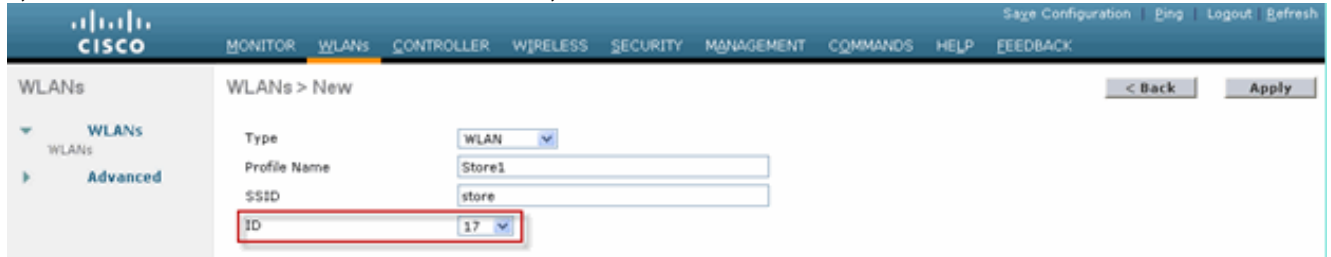 Save Configuration | Ping | Logout | Refresh
CISCO MONITOR WLANs CONTROLLER WIRELESS SECURITY MANAGEMENT COMMANDS HELP FEEDBACK
WLANs
WLANs > New
< Back
Apply
WLANs
WLANs
Advanced
Type WLAN
Profile Name Store1
SSID store
ID 17